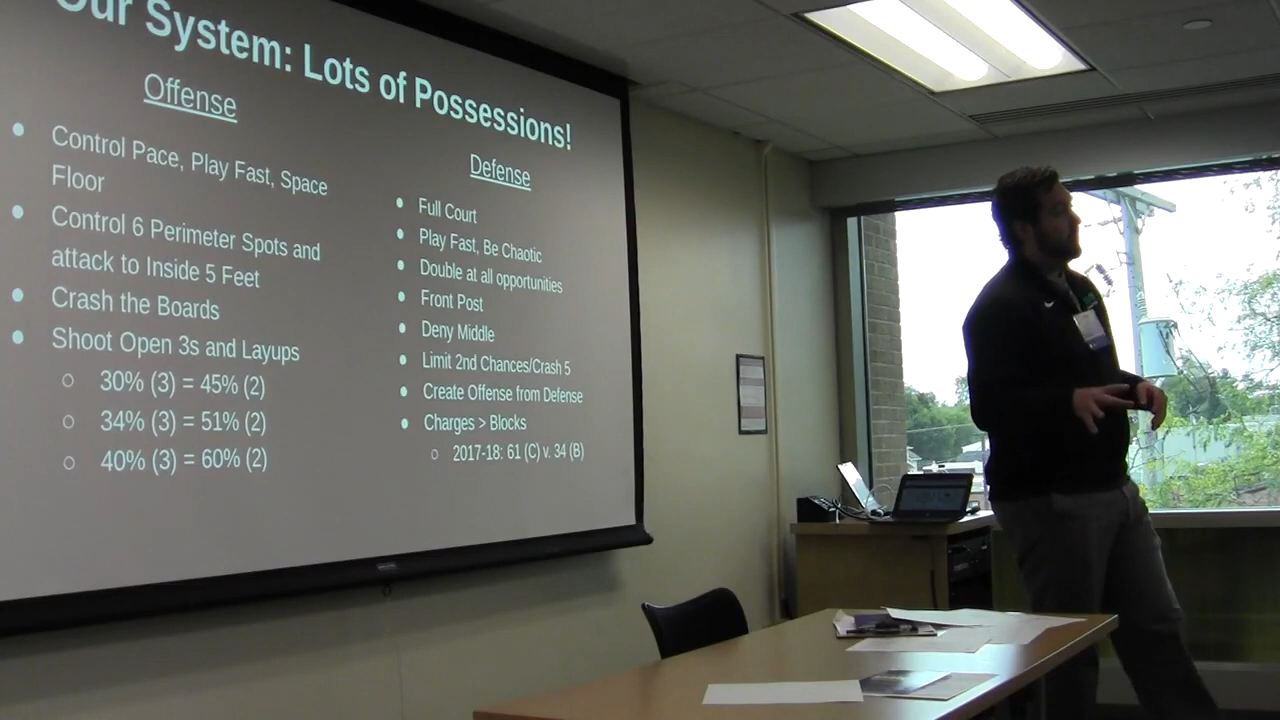 Our System: Lots of Possessions!
Offense
Control Pace, Play Fast, Space
Floor
Control 6 Perimeter Spots and
attack to Inside 5 Feet
Crash the Boards
Shoot Open 3s and Layups
30% (3) = 45% (2)
34% (3) = 51% (2)
40% (3) = 60% (2)
Defense
Full Court
Play Fast, Be Chaotic
Double at all opportunities
Front Post
Deny Middle
Limit 2nd Chances/Crash 5
Create Offense from Defense
Charges > Blocks
2017-18: 61 (C) v. 34 (B)